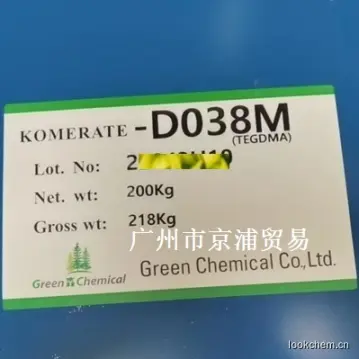 KOMERATE -D038M
(TEGDMA)
Lot. No:
Net. wt: 200Kg
Gross wt: 218Kg
广州市京浦贸易
Green 森 Chemical
Green Chemical Co., Ltd.
lookchem.cn